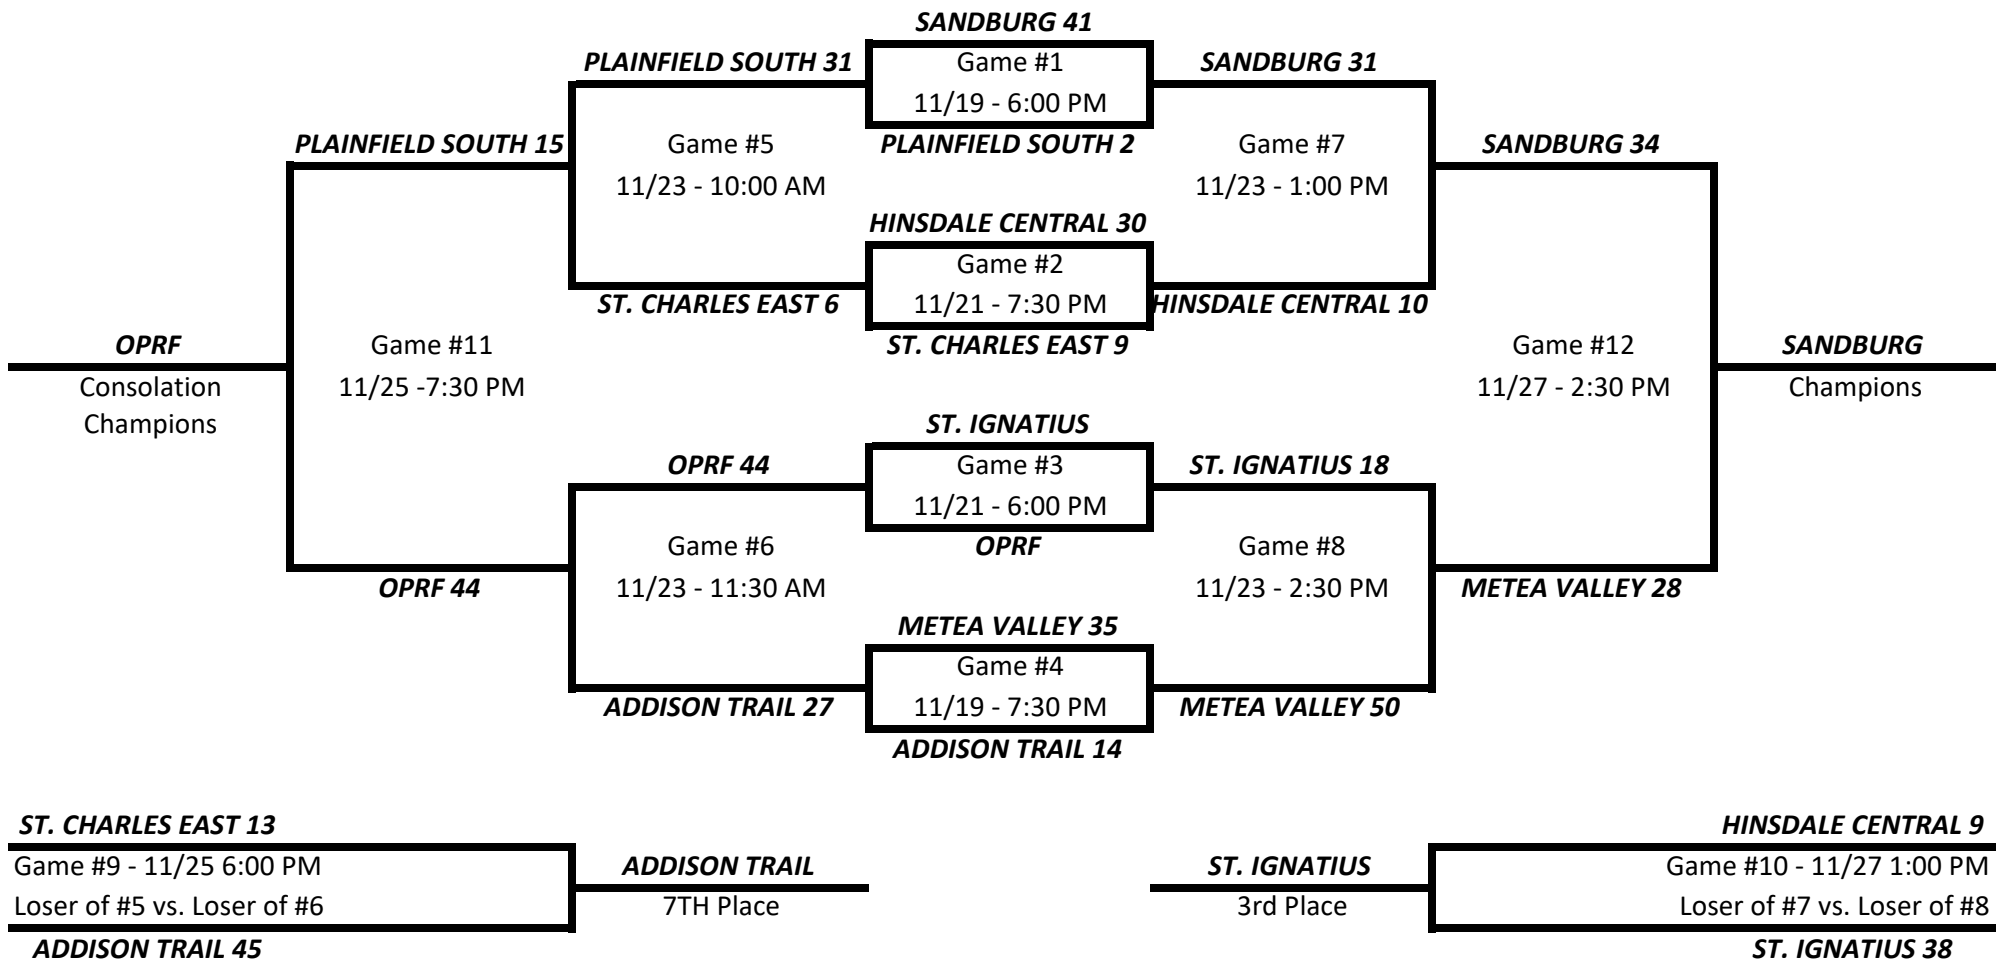 SANDBURG 41
PLAINFIELD SOUTH 31
Game #1
SANDBURG 31
11/19 - 6:00 PM
PLAINFIELD SOUTH 15
Game #5
PLAINFIELD SOUTH 2
Game #7
SANDBURG 34
11/23 - 10:00 AM
11/23 - 1:00 PM
HINSDALE CENTRAL 30
Game #2
ST. CHARLES EAST 6
11/21 - 7:30 PM
HINSDALE CENTRAL 10
OPRF
Game #11
ST. CHARLES EAST 9
Game #12
SANDBURG
Consolation
Champions
11/25 -7:30 PM
11/27 - 2:30 PM
Champions
ST. IGNATIUS
OPRF 44
Game #3
ST. IGNATIUS 18
11/21 - 6:00 PM
Game #6
OPRF
Game #8
OPRF 44
11/23 - 11:30 AM
11/23 - 2:30 PM
METEA VALLEY 28
METEA VALLEY 35
Game #4
ADDISON TRAIL 27
11/19 - 7:30 PM
METEA VALLEY 50
ADDISON TRAIL 14
ST. CHARLES EAST 13
Game #9 - 11/25 6:00 PM
Loser of #5 vs. Loser of #6
ADDISON TRAIL 45
ADDISON TRAIL
7TH Place
ST. IGNATIUS
3rd Place
HINSDALE CENTRAL 9
Game #10 - 11/27 1:00 PM
Loser of #7 vs. Loser of #8
ST. IGNATIUS 38